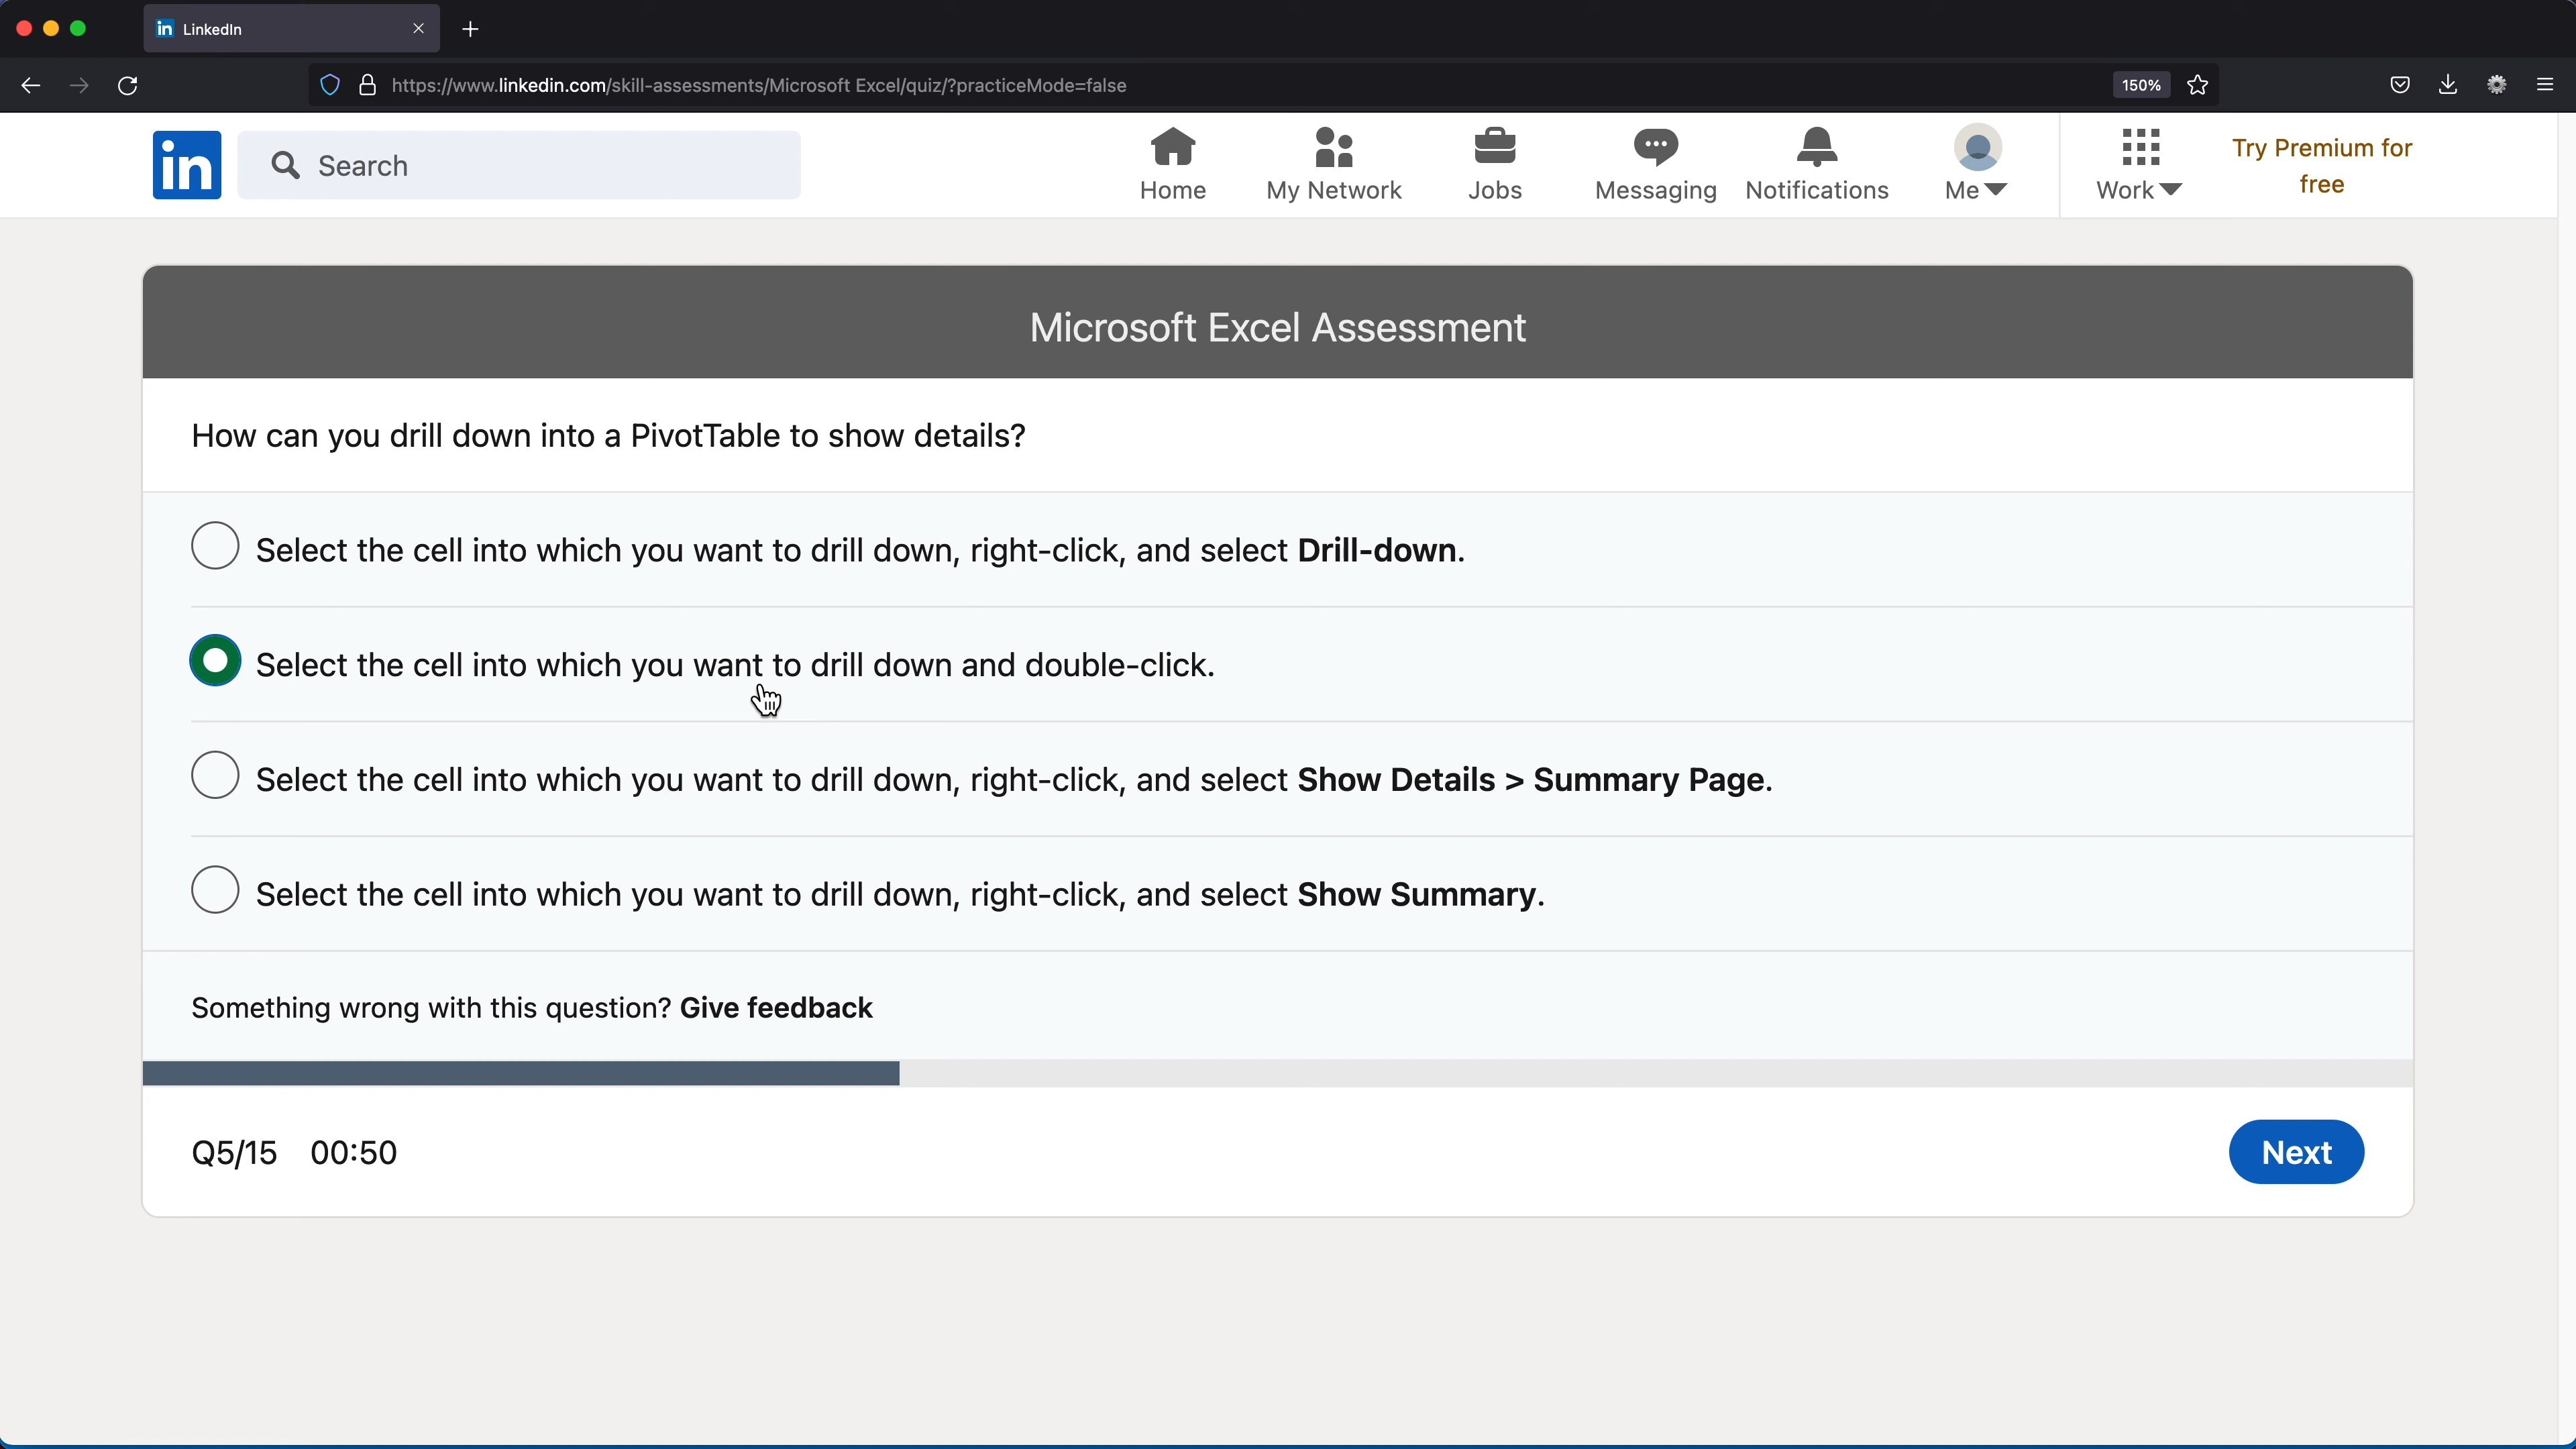 in LinkedIn
https://www.linkedin.com/skill-assessments/Microsoft Excel/quiz/?practiceMode=false
150%
in
Search
Home
My Network
Jobs
Messaging
Notifications
Me
Work
Try Premium for
free
Microsoft Excel Assessment
How can you drill down into a PivotTable to show details?
Select the cell into which you want to drill down, right-click, and select Drill-down.
Select the cell into which you want to drill down and double-click.
Select the cell into which you want to drill down, right-click, and select Show Details > Summary Page.
Select the cell into which you want to drill down, right-click, and select Show Summary.
Something wrong with this question? Give feedback
Q5/15 00:50
Next